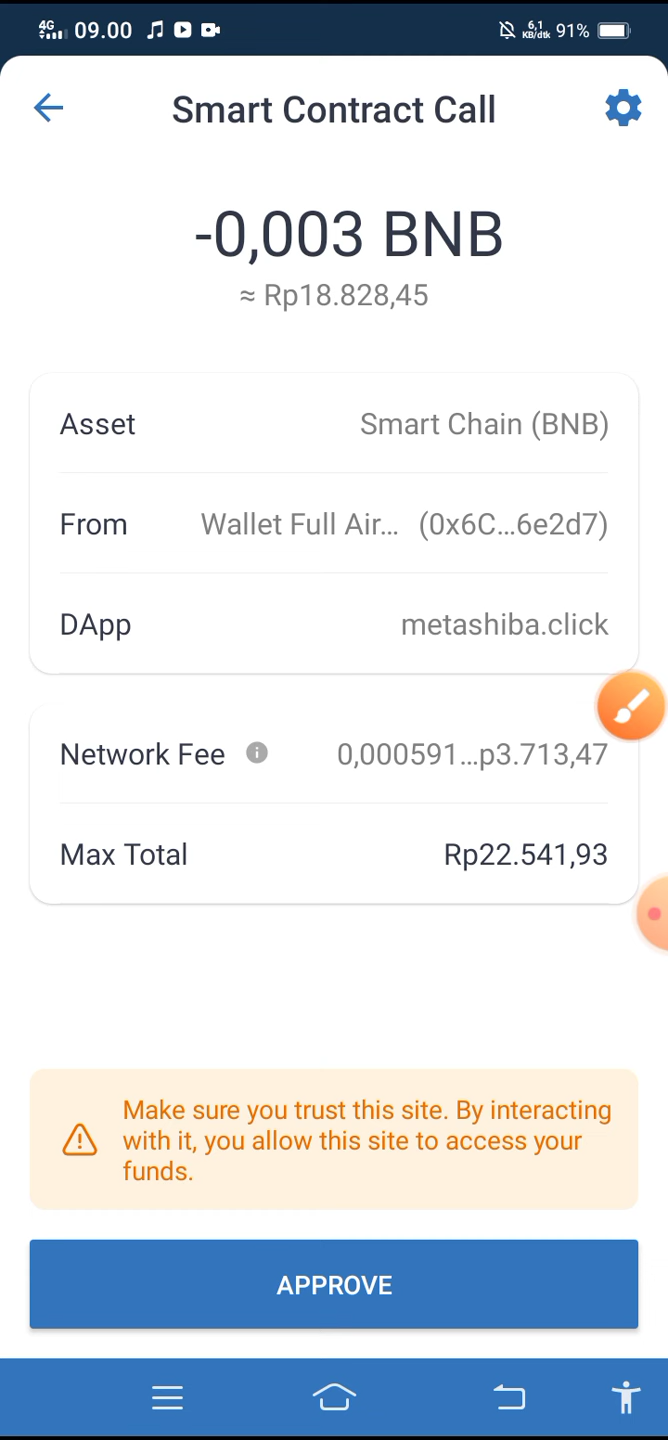 4G 09.00 6,1 KB/dtk 91%
Smart Contract Call
-0,003 BNB
≈ Rp18.828,45
Asset Smart Chain (BNB)
From Wallet Full Air... (0x6C...6e2d7)
DApp metashiba.click
Network Fee 0,000591...p3.713,47
Max Total Rp22.541,93
Make sure you trust this site. By interacting
with it, you allow this site to access your
funds.
APPROVE